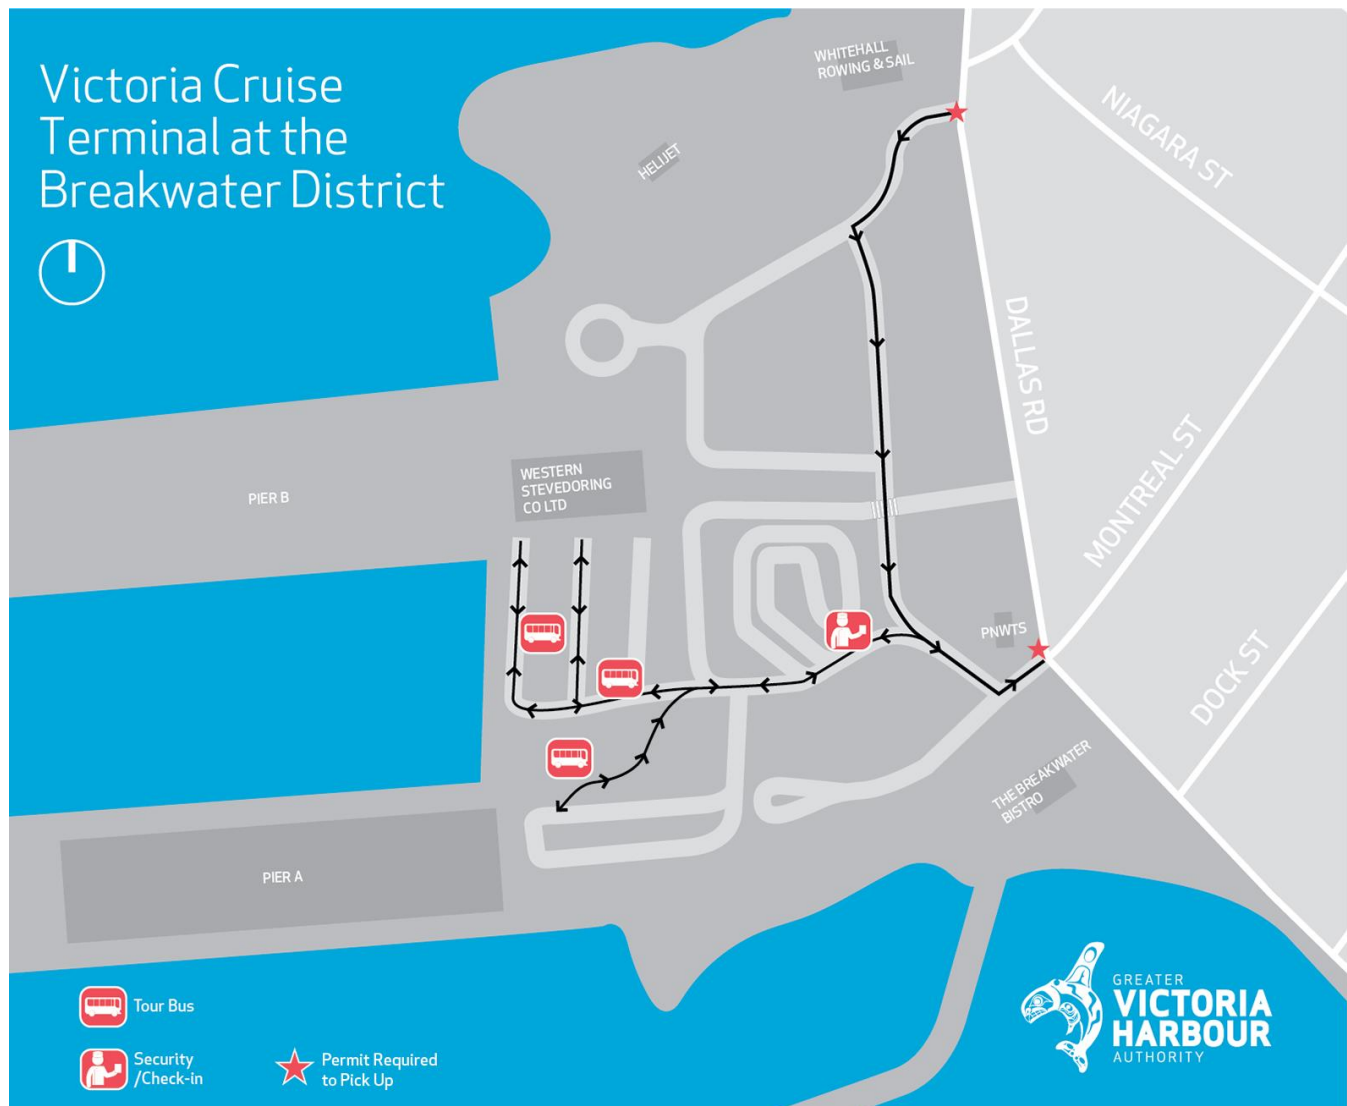 Victoria Cruise
Terminal at the
Breakwater District
WHITEHALL
ROWING & SAIL
HELIJET
NIAGARA ST
DALLAS RD
MONTREAL ST
DOCK ST
PIER B
WESTERN
STEVEDORING
CO LTD
PNWTS
THE BREAKWATER
BISTRO
PIER A
Tour Bus
Security
/Check-in
Permit Required
to Pick Up
GREATER
VICTORIA
HARBOUR
AUTHORITY